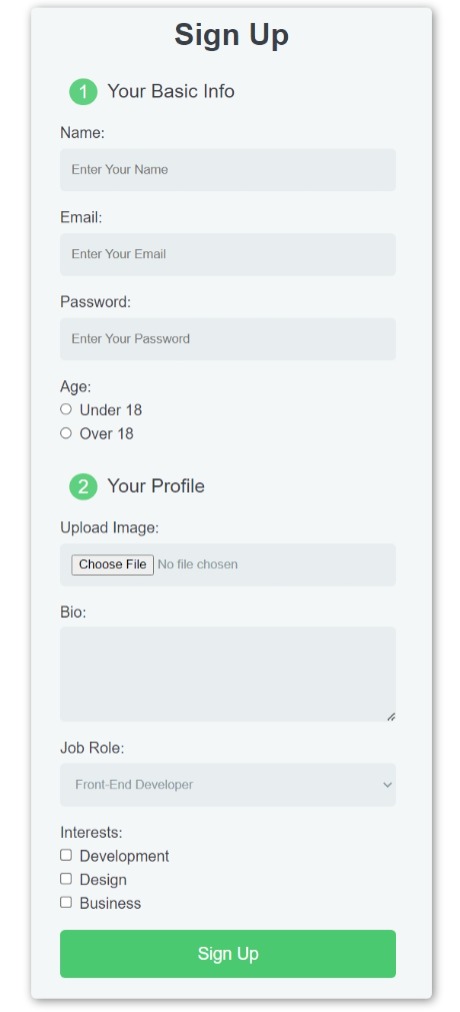 Sign Up
1 Your Basic Info
Name:
Enter Your Name
Email:
Enter Your Email
Password:
Enter Your Password
Age:
Under 18
Over 18
2 Your Profile
Upload Image:
Choose File No file chosen
Bio:
Job Role:
Front-End Developer
Interests:
Development
Design
Business
Sign Up